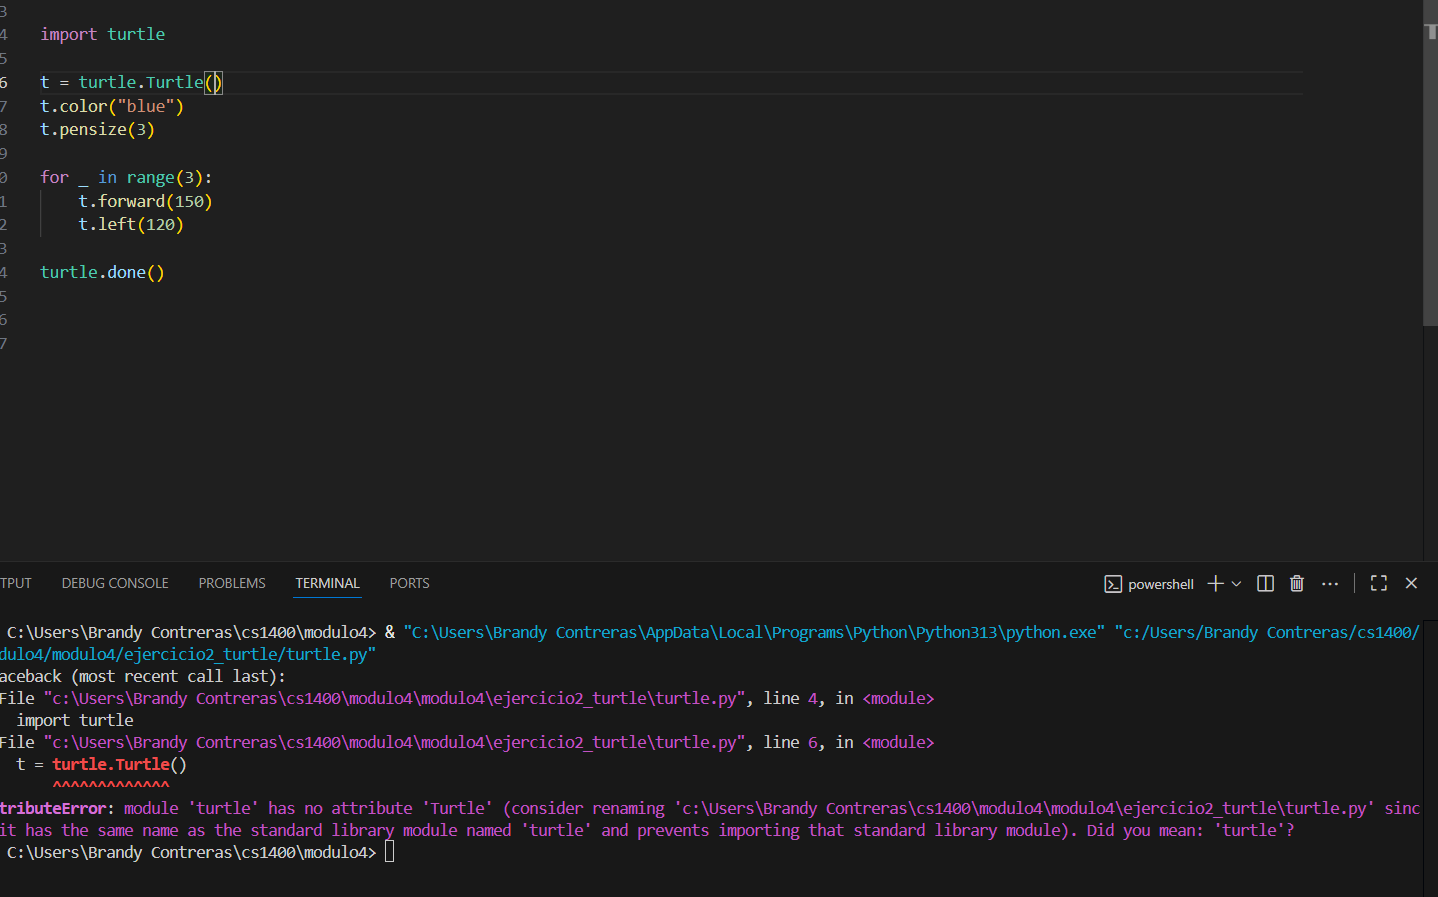 3
4 import turtle
5
6 t = turtle.Turtle()
7 t.color("blue")
8 t.pensize(3)
9
0 for _ in range(3):
1 t.forward(150)
2 t.left(120)
3
4 turtle.done()
5
6
7
TPUT DEBUG CONSOLE PROBLEMS TERMINAL PORTS powershell
C:\Users\Brandy Contreras\cs1400\modulo4> & "C:\Users\Brandy Contreras\AppData\Local\Programs\Python\Python313\python.exe" "c:/Users/Brandy Contreras/cs1400/
dulo4/modulo4/ejercicio2_turtle/turtle.py"
aceback (most recent call last):
File "c:\Users\Brandy Contreras\cs1400\modulo4\modulo4\ejercicio2_turtle\turtle.py", line 4, in <module>
import turtle
File "c:\Users\Brandy Contreras\cs1400\modulo4\modulo4\ejercicio2_turtle\turtle.py", line 6, in <module>
t = turtle.Turtle()
^^^^^^^^^^^^^
tributeError: module 'turtle' has no attribute 'Turtle' (consider renaming 'c:\Users\Brandy Contreras\cs1400\modulo4\modulo4\ejercicio2_turtle\turtle.py' sinc
it has the same name as the standard library module named 'turtle' and prevents importing that standard library module). Did you mean: 'turtle'?
C:\Users\Brandy Contreras\cs1400\modulo4>